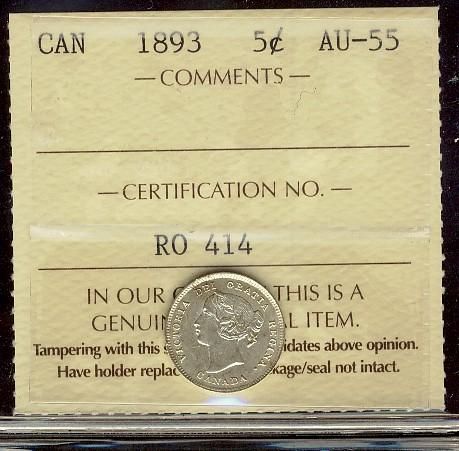 CAN 1893 5¢ AU-55
— COMMENTS —
— CERTIFICATION NO. —
RO 414
IN OUR THIS IS A
GENUIN L ITEM.
Tampering with this s idates above opinion.
Have holder replac kage/seal not intact.
VICTORIA DEI GRATIA REGINA.
CANADA